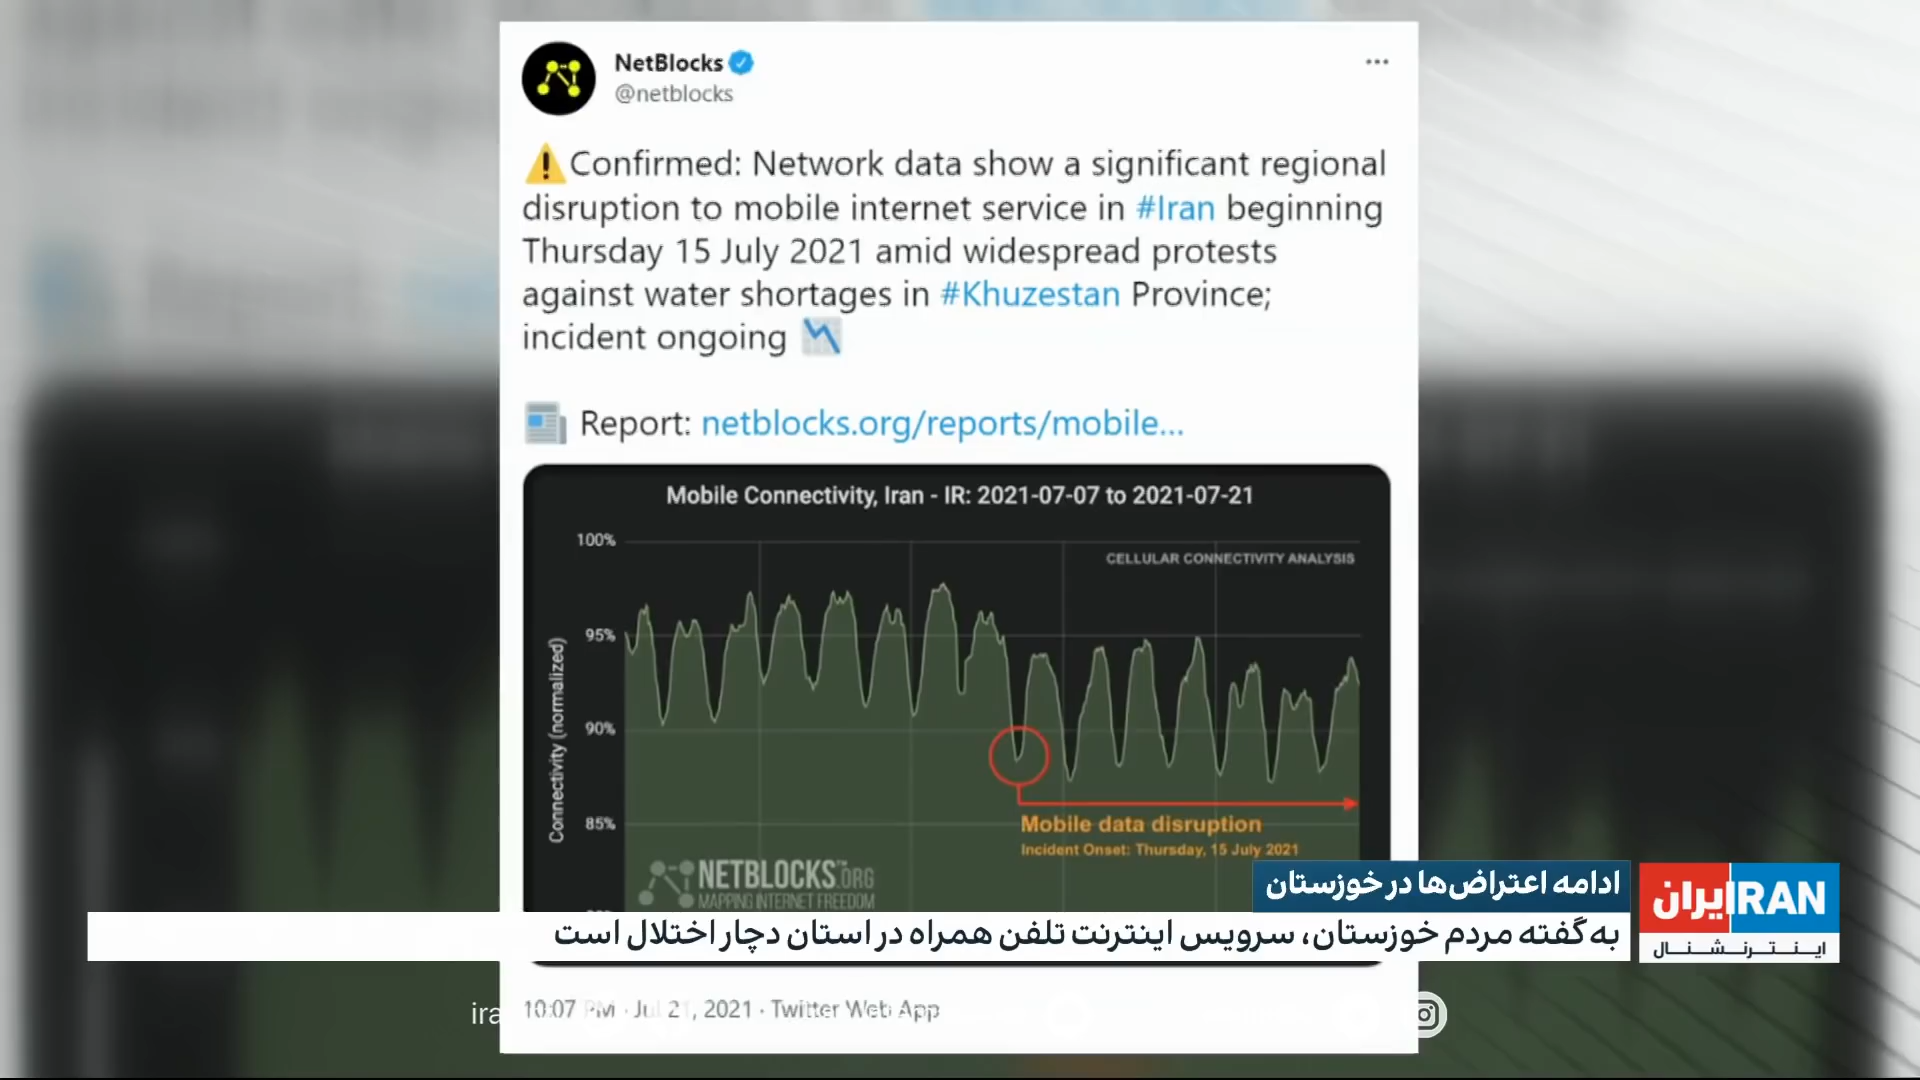 NetBlocks
@netblocks
⚠️Confirmed: Network data show a significant regional
disruption to mobile internet service in #Iran beginning
Thursday 15 July 2021 amid widespread protests
against water shortages in #Khuzestan Province;
incident ongoing 📉
📰 Report: netblocks.org/reports/mobile...
Mobile Connectivity, Iran - IR: 2021-07-07 to 2021-07-21
CELLULAR CONNECTIVITY ANALYSIS
100%
95%
90%
85%
Connectivity (normalized)
Mobile data disruption
Incident Onset: Thursday, 15 July 2021
NETBLOCKS.ORG
MAPPING INTERNET FREEDOM
ادامه اعتراض‌ها در خوزستان
به گفته مردم خوزستان، سرویس اینترنت تلفن همراه در استان دچار اختلال است
ایران IRAN
اینترنشنال
10:07 PM · Jul 21, 2021 · Twitter Web App